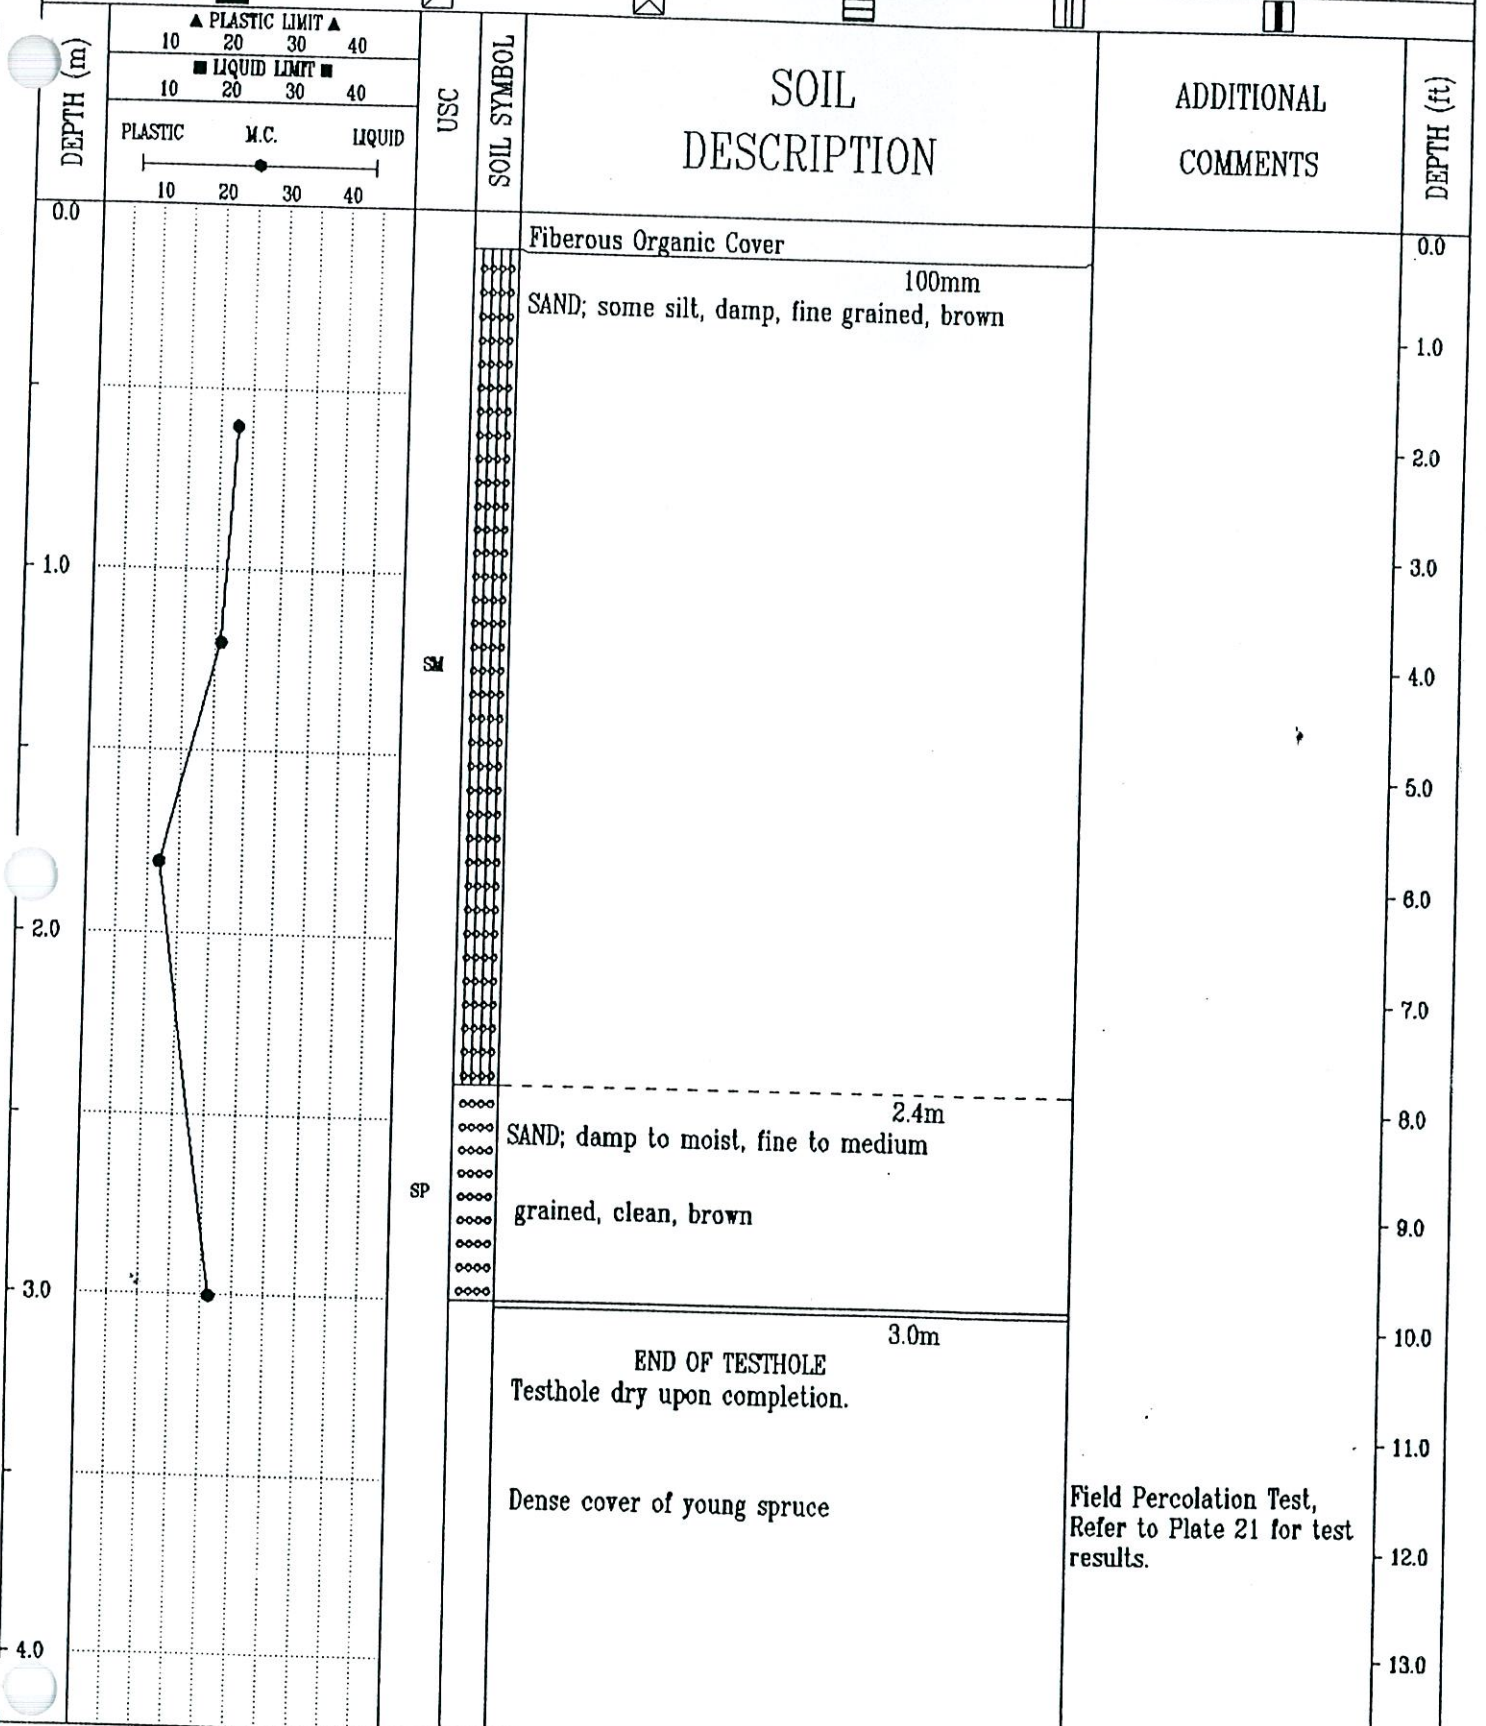 ▲ PLASTIC LIMIT ▲
10 20 30 40
■ LIQUID LIMIT ■
10 20 30 40
PLASTIC M.C. LIQUID
10 20 30 40
DEPTH (m)
USC
SOIL SYMBOL
SOIL
DESCRIPTION
ADDITIONAL
COMMENTS
DEPTH (ft)
0.0
Fiberous Organic Cover
0.0
100mm
SAND; some silt, damp, fine grained, brown
1.0
2.0
1.0
3.0
SM
4.0
5.0
2.0
6.0
7.0
2.4m
8.0
SAND; damp to moist, fine to medium
SP
grained, clean, brown
9.0
3.0
3.0m
10.0
END OF TESTHOLE
Testhole dry upon completion.
11.0
Dense cover of young spruce
Field Percolation Test,
Refer to Plate 21 for test
results.
12.0
4.0
13.0